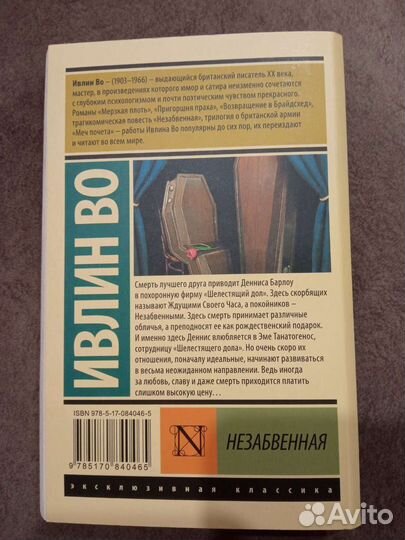 Ивлин Во – (1903–1966) – выдающийся британский писатель XX века,
мастер, в произведениях которого юмор и сатира неизменно сочетаются
с глубоким психологизмом и почти поэтическим чувством прекрасного.
Романы «Мерзкая плоть», «Пригоршня праха», «Возвращение в Брайдсхед»,
трагикомическая повесть «Незабвенная», трилогия о британской армии
«Меч почета» – работы Ивлина Во популярны до сих пор, их переиздают
и читают во всем мире.
ИВЛИН ВО
Смерть лучшего друга приводит Денниса Барлоу
в похоронную фирму «Шелестящий дол». Здесь скорбящих
называют Ждущими Своего Часа, а покойников –
Незабвенными. Здесь смерть принимает различные
обличья, а преподносят ее как рождественский подарок.
И именно здесь Деннис влюбляется в Эме Танатогенос,
сотрудницу «Шелестящего дола». Но очень скоро их
отношения, поначалу идеальные, начинают развиваться
в весьма неожиданном направлении. Ведь иногда
за любовь, славу и даже смерть приходится платить
слишком высокую цену…
ISBN 978-5-17-084046-5
9 785170 840465
N
НЕЗАБВЕННАЯ
эксклюзивная классика
Avito